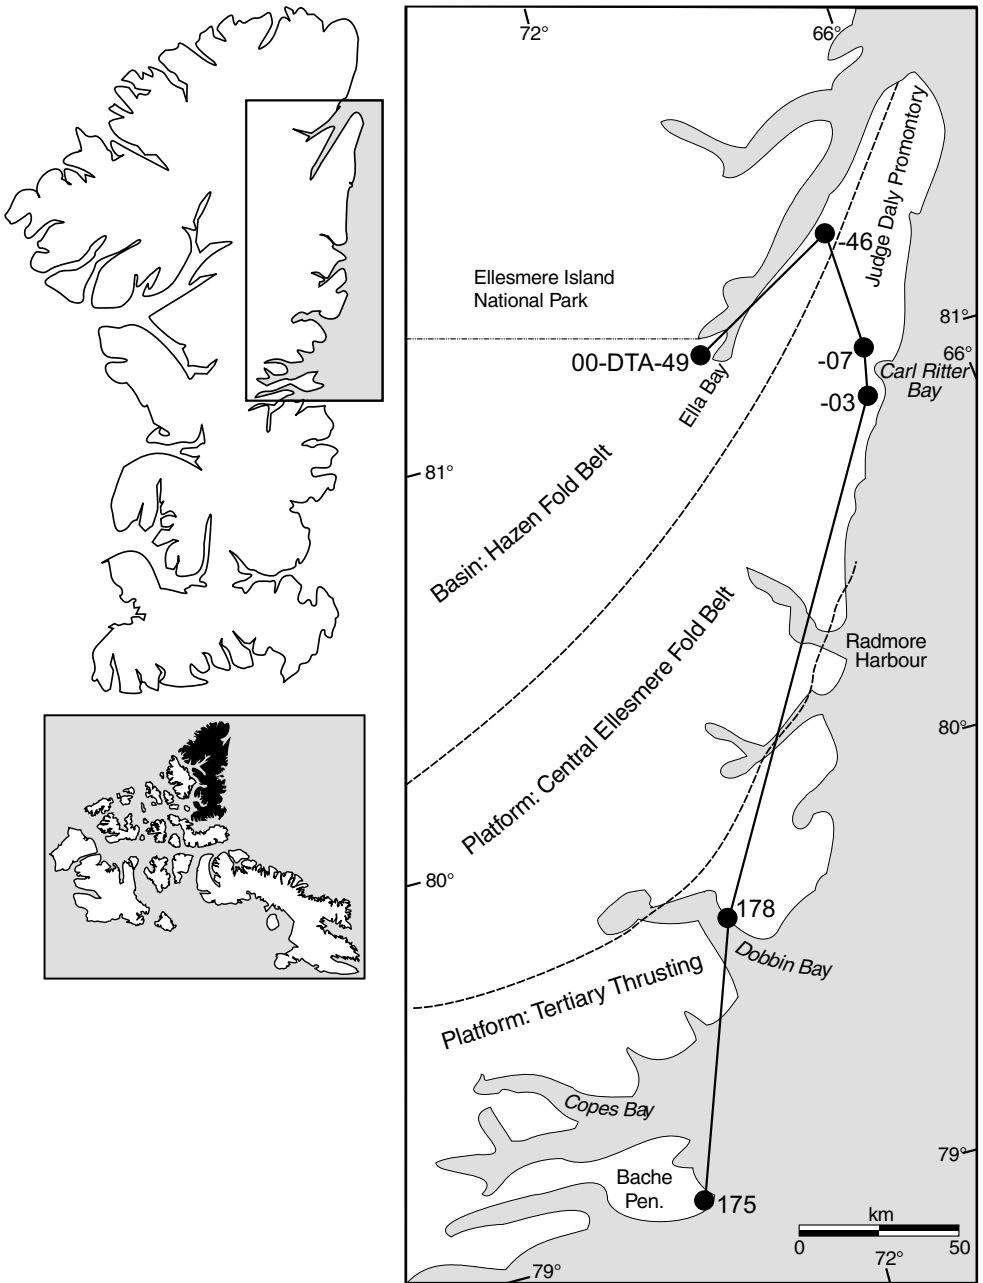 72°
66°
Judge Daly Promontory
-46
Ellesmere Island
National Park
81°
-07
66°
00-DTA-49
Carl Ritter
Bay
-03
Ella Bay
81°
Basin: Hazen Fold Belt
Radmore
Harbour
Platform: Central Ellesmere Fold Belt
80°
80°
178
Dobbin Bay
Platform: Tertiary Thrusting
Copes Bay
79°
Bache
Pen.
175
km
0 50
72°
79°